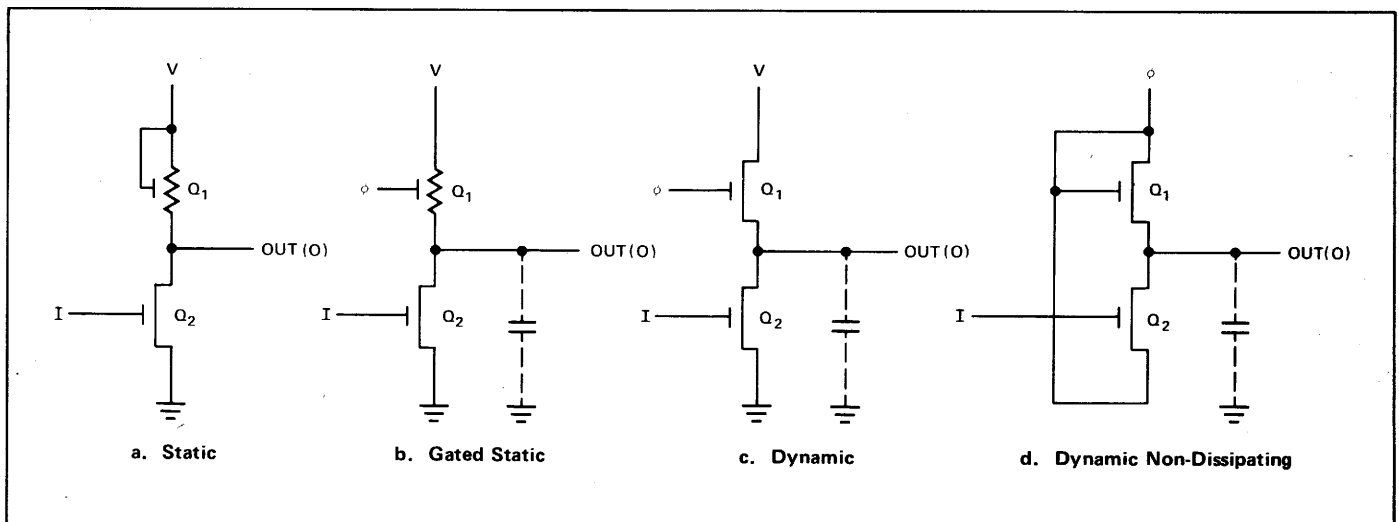 V
Q1
OUT(O)
I
Q2
a. Static
V
φ
Q1
OUT(O)
I
Q2
b. Gated Static
V
φ
Q1
OUT(O)
I
Q2
c. Dynamic
φ
Q1
OUT(O)
I
Q2
d. Dynamic Non-Dissipating